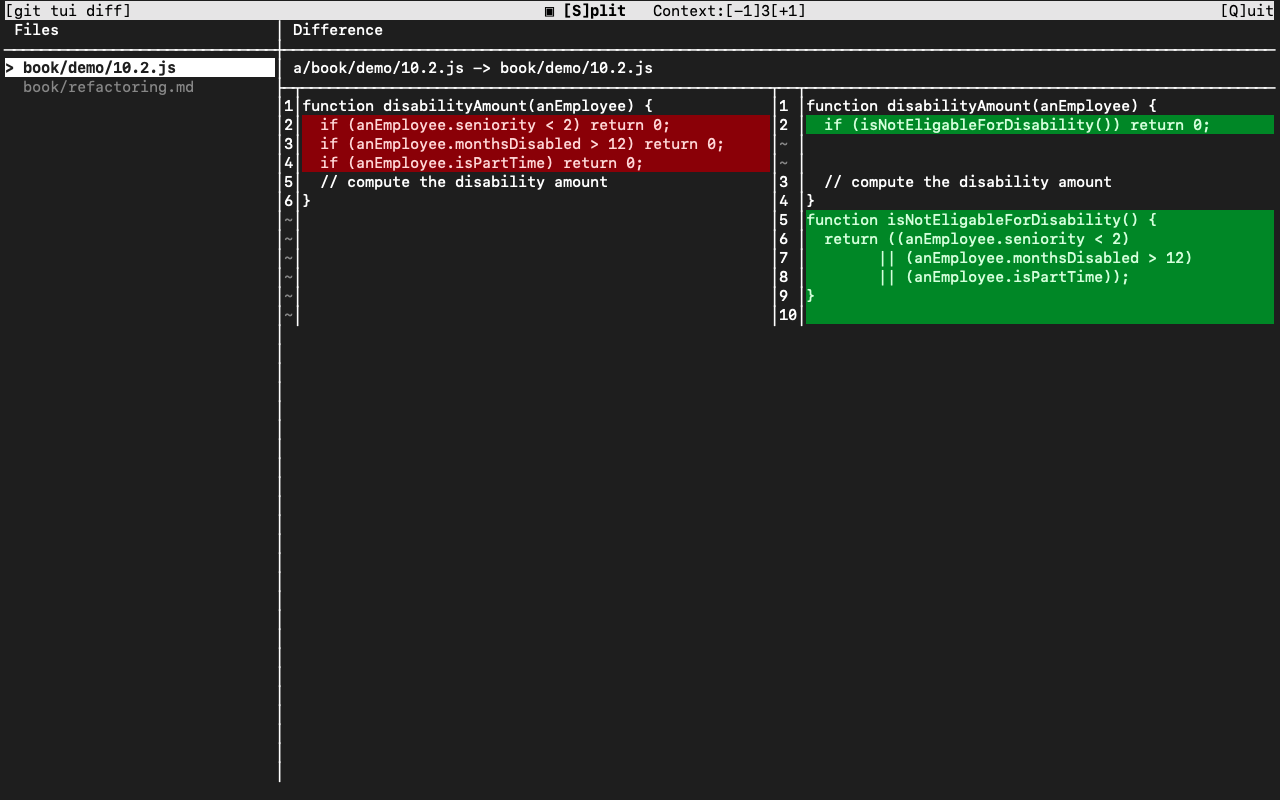 [git tui diff] ▣ [S]plit Context:[-1]3[+1] [Q]uit
Files
> book/demo/10.2.js
book/refactoring.md
Difference
a/book/demo/10.2.js -> book/demo/10.2.js
1 function disabilityAmount(anEmployee) {
2   if (anEmployee.seniority < 2) return 0;
3   if (anEmployee.monthsDisabled > 12) return 0;
4   if (anEmployee.isPartTime) return 0;
5   // compute the disability amount
6 }
~
~
~
~
~
~
1 function disabilityAmount(anEmployee) {
2   if (isNotEligableForDisability()) return 0;
~
~
3   // compute the disability amount
4 }
5 function isNotEligableForDisability() {
6   return ((anEmployee.seniority < 2)
7         || (anEmployee.monthsDisabled > 12)
8         || (anEmployee.isPartTime));
9 }
10